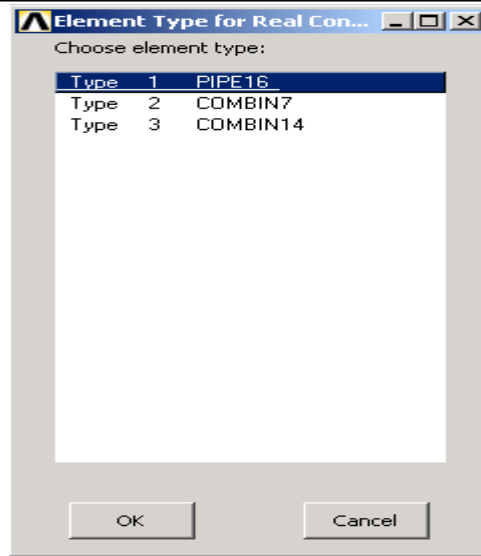 Element Type for Real Con...
Choose element type:
Type 1 PIPE16
Type 2 COMBIN7
Type 3 COMBIN14
OK Cancel